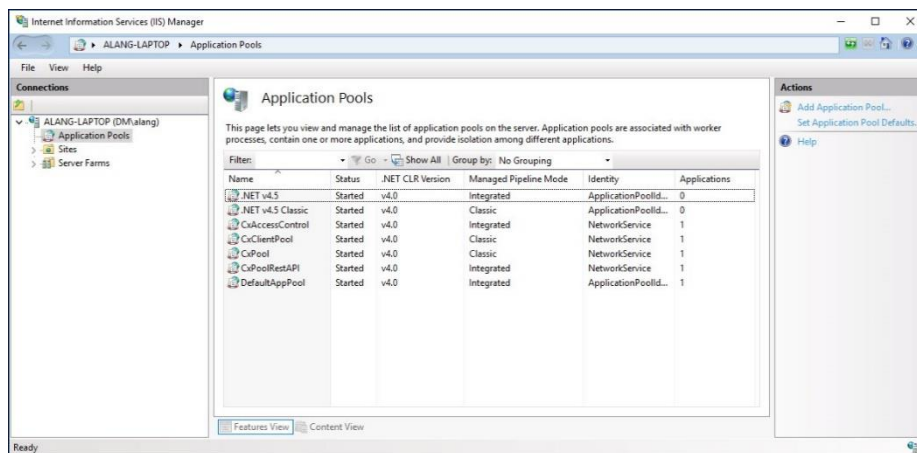 Internet Information Services (IIS) Manager
ALANG-LAPTOP Application Pools
File View Help
Connections
ALANG-LAPTOP (DM\alang)
Application Pools
Sites
Server Farms
Application Pools
This page lets you view and manage the list of application pools on the server. Application pools are associated with worker
processes, contain one or more applications, and provide isolation among different applications.
Filter: Go Show All Group by: No Grouping
Name Status .NET CLR Version Managed Pipeline Mode Identity Applications
.NET v4.5 Started v4.0 Integrated ApplicationPoolId... 0
.NET v4.5 Classic Started v4.0 Classic ApplicationPoolId... 0
CxAccessControl Started v4.0 Integrated NetworkService 1
CxClientPool Started v4.0 Classic NetworkService 1
CxPool Started v4.0 Classic NetworkService 1
CxPoolRestAPI Started v4.0 Integrated NetworkService 1
DefaultAppPool Started v4.0 Integrated ApplicationPoolId... 1
Features View Content View
Actions
Add Application Pool...
Set Application Pool Defaults.
Help
Ready